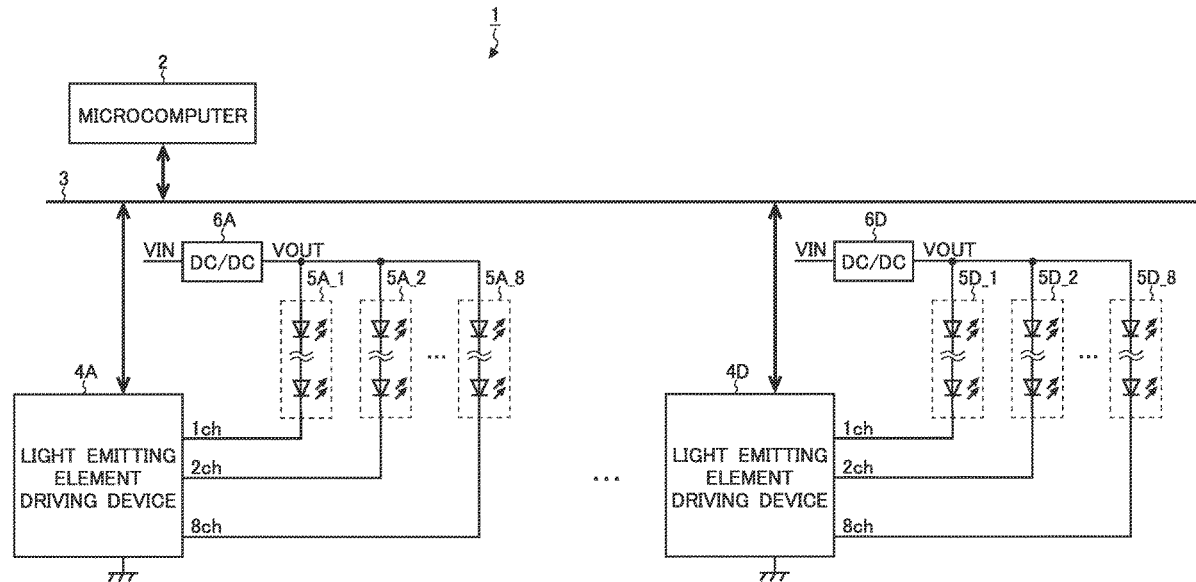 1
2
MICROCOMPUTER
3
6A
VIN
DC/DC
VOUT
5A_1
5A_2
5A_8
...
4A
LIGHT EMITTING
ELEMENT
DRIVING DEVICE
1ch
2ch
8ch
...
6D
VIN
DC/DC
VOUT
5D_1
5D_2
5D_8
...
4D
LIGHT EMITTING
ELEMENT
DRIVING DEVICE
1ch
2ch
8ch